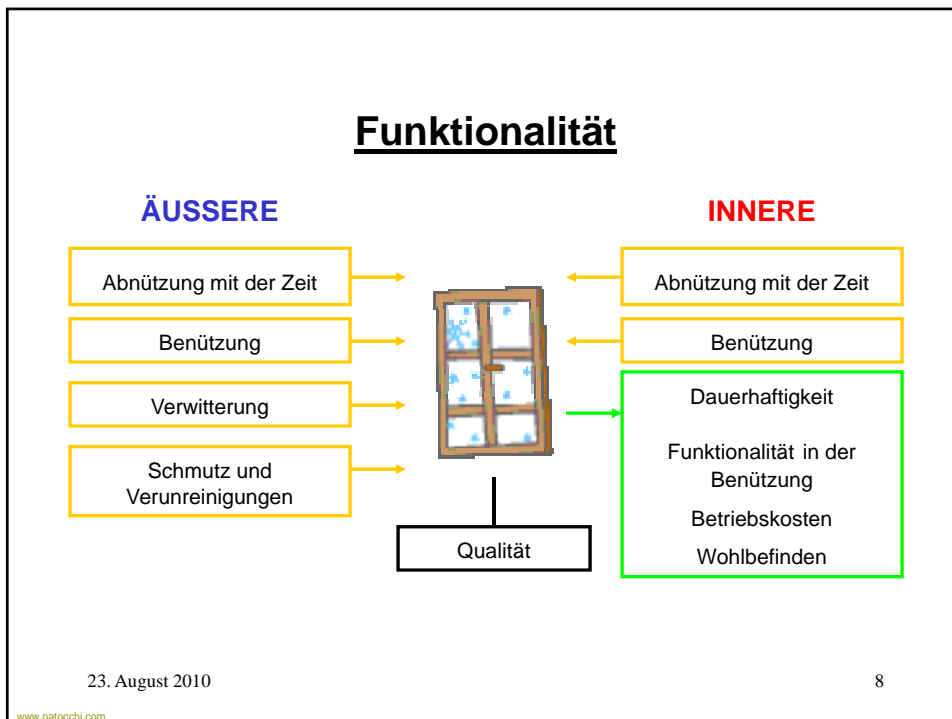 Funktionalität
ÄUSSERE
Abnützung mit der Zeit
Benützung
Verwitterung
Schmutz und
Verunreinigungen
Qualität
INNERE
Abnützung mit der Zeit
Benützung
Dauerhaftigkeit
Funktionalität in der
Benützung
Betriebskosten
Wohlbefinden
23. August 2010
8
www.patocchi.com